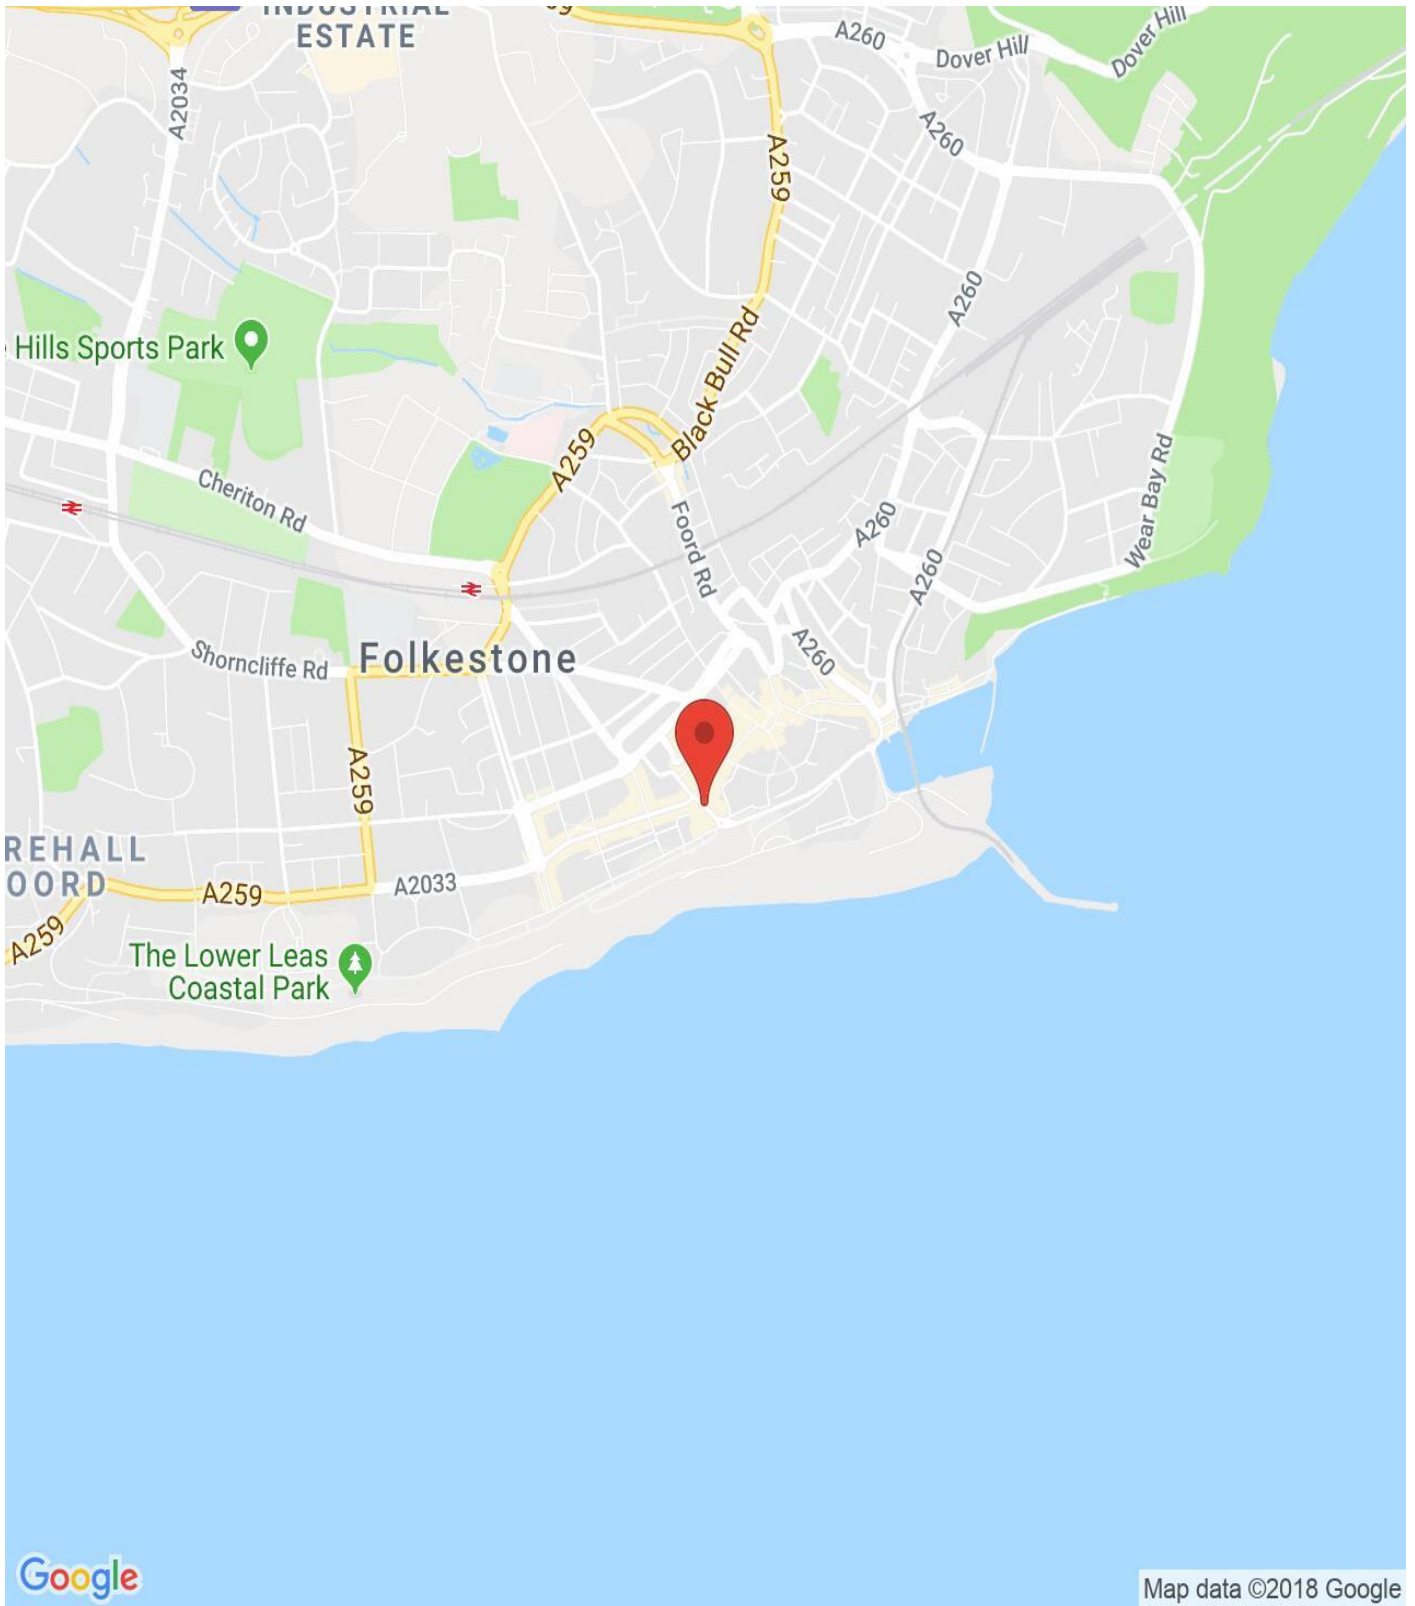 INDUSTRIAL
ESTATE
A260
Dover Hill
Dover Hill
A2034
A260
A259
A260
Hills Sports Park
Black Bull Rd
A259
Cheriton Rd
Wear Bay Rd
Foord Rd
A260
A260
Shorncliffe Rd
Folkestone
A260
A259
REHALL
OORD
A259
A2033
A259
The Lower Leas
Coastal Park
Google
Map data ©2018 Google